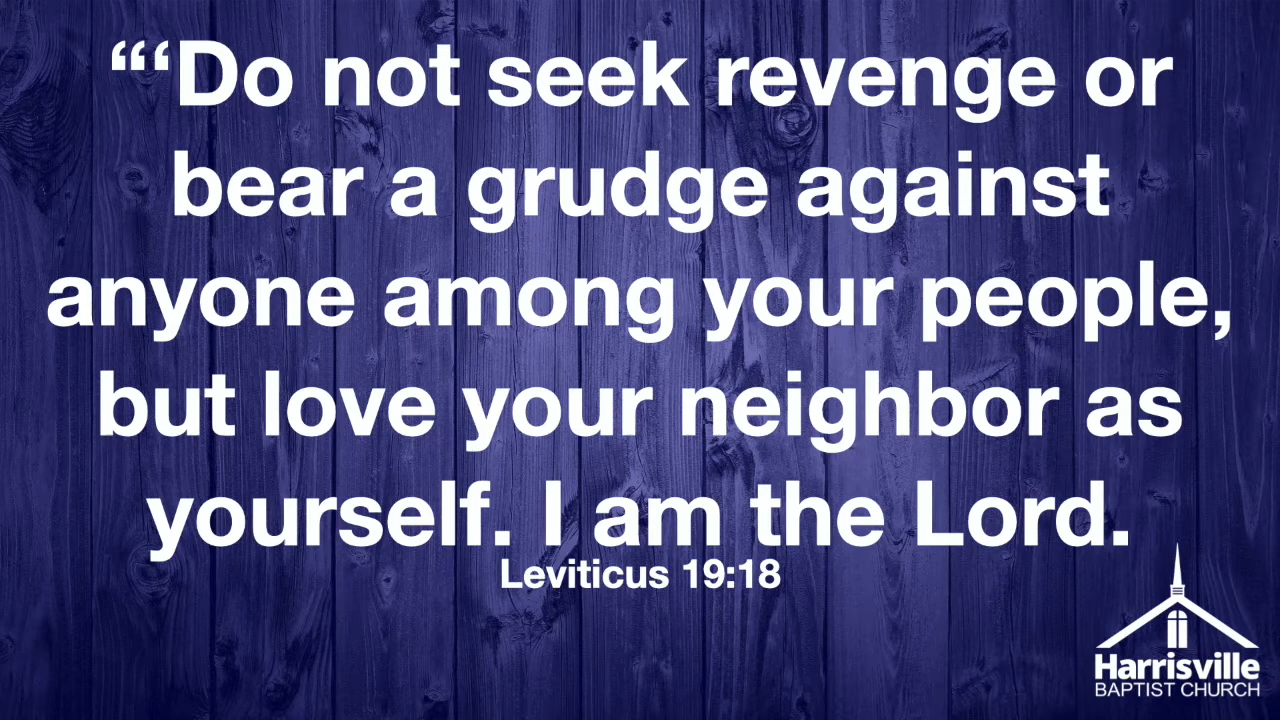 “‘Do not seek revenge or
bear a grudge against
anyone among your people,
but love your neighbor as
yourself. I am the Lord.
Leviticus 19:18
Harrisville
BAPTIST CHURCH